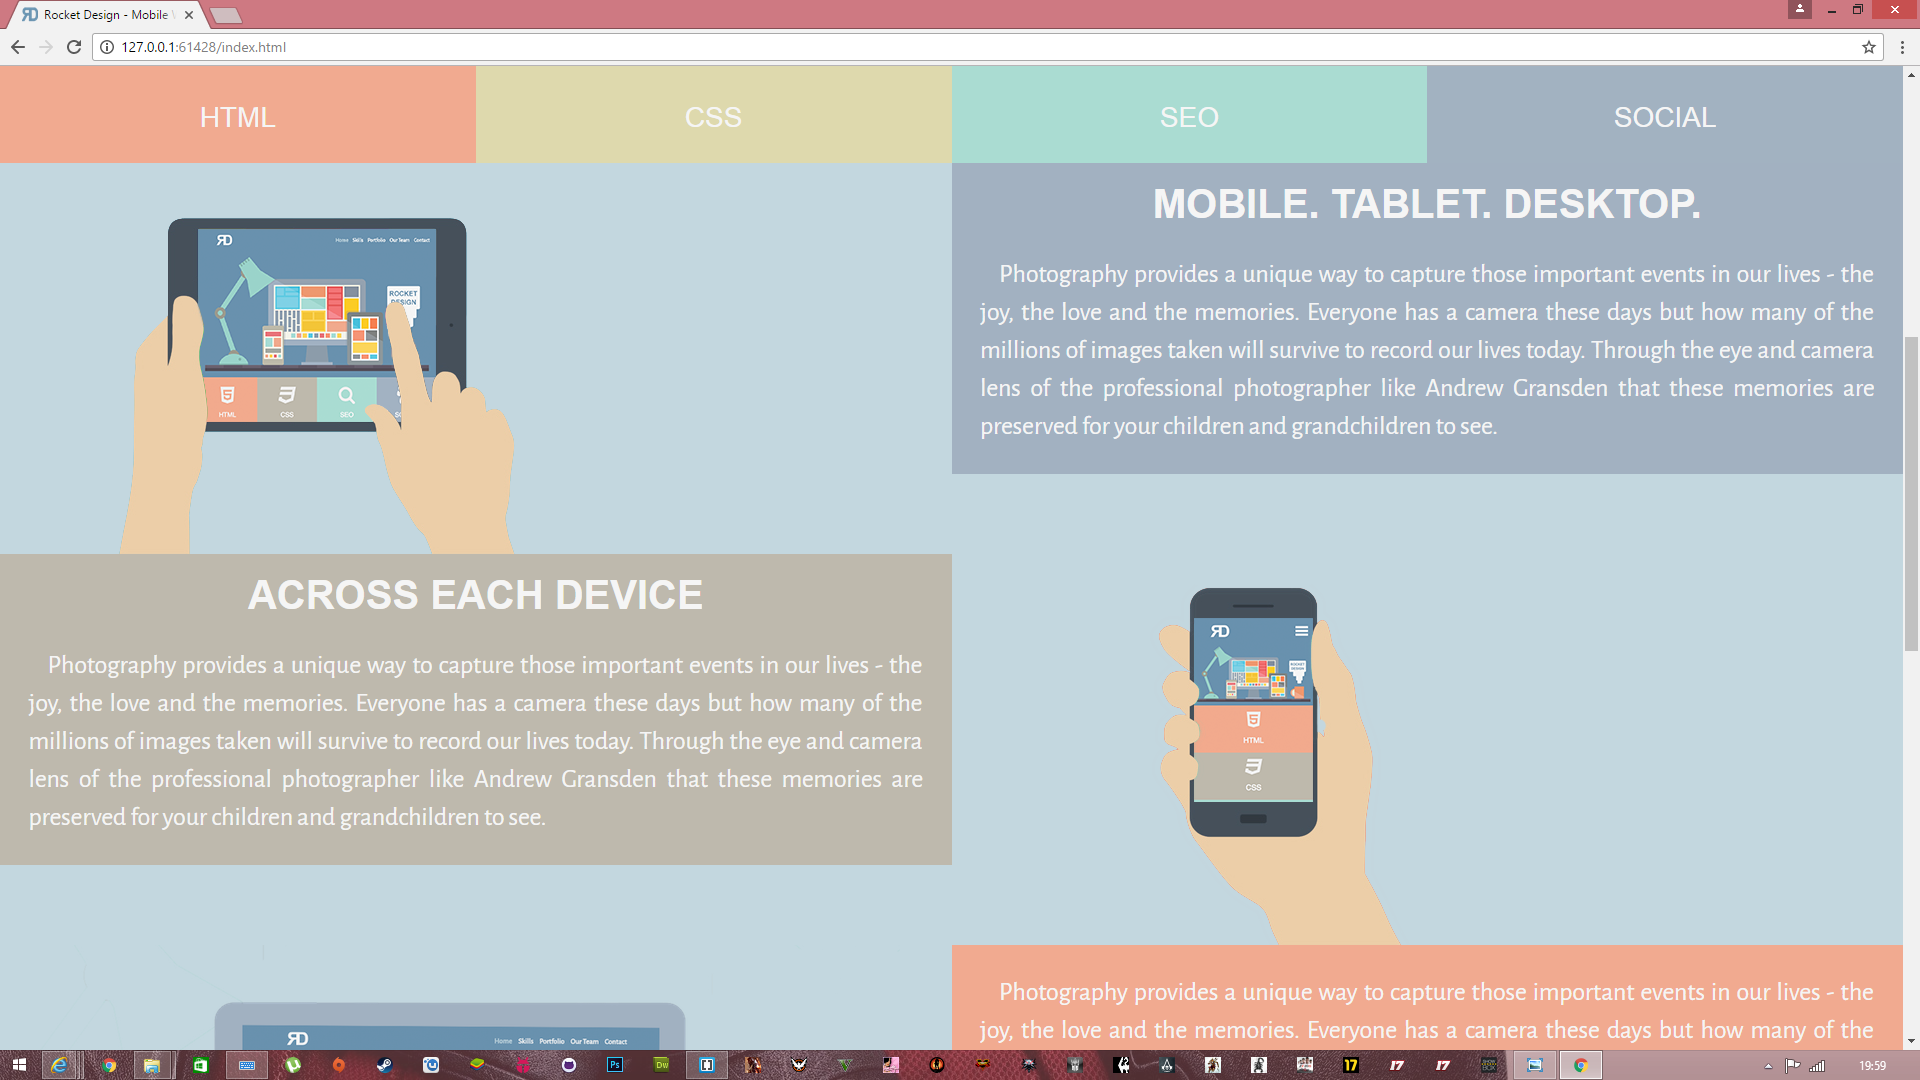 Rocket Design - Mobile
127.0.0.1:61428/index.html
HTML
CSS
SEO
SOCIAL
RD
Home Skills Portfolio Our Team Contact
ROCKET
DESIGN
HTML
CSS
SEO
MOBILE. TABLET. DESKTOP.
Photography provides a unique way to capture those important events in our lives - the
joy, the love and the memories. Everyone has a camera these days but how many of the
millions of images taken will survive to record our lives today. Through the eye and camera
lens of the professional photographer like Andrew Gransden that these memories are
preserved for your children and grandchildren to see.
ACROSS EACH DEVICE
Photography provides a unique way to capture those important events in our lives - the
joy, the love and the memories. Everyone has a camera these days but how many of the
millions of images taken will survive to record our lives today. Through the eye and camera
lens of the professional photographer like Andrew Gransden that these memories are
preserved for your children and grandchildren to see.
RD
ROCKET
DESIGN
HTML
CSS
RD
Home Skills Portfolio Our Team Contact
Photography provides a unique way to capture those important events in our lives - the
joy, the love and the memories. Everyone has a camera these days but how many of the
Ps
Dw
17
17
17
19:59